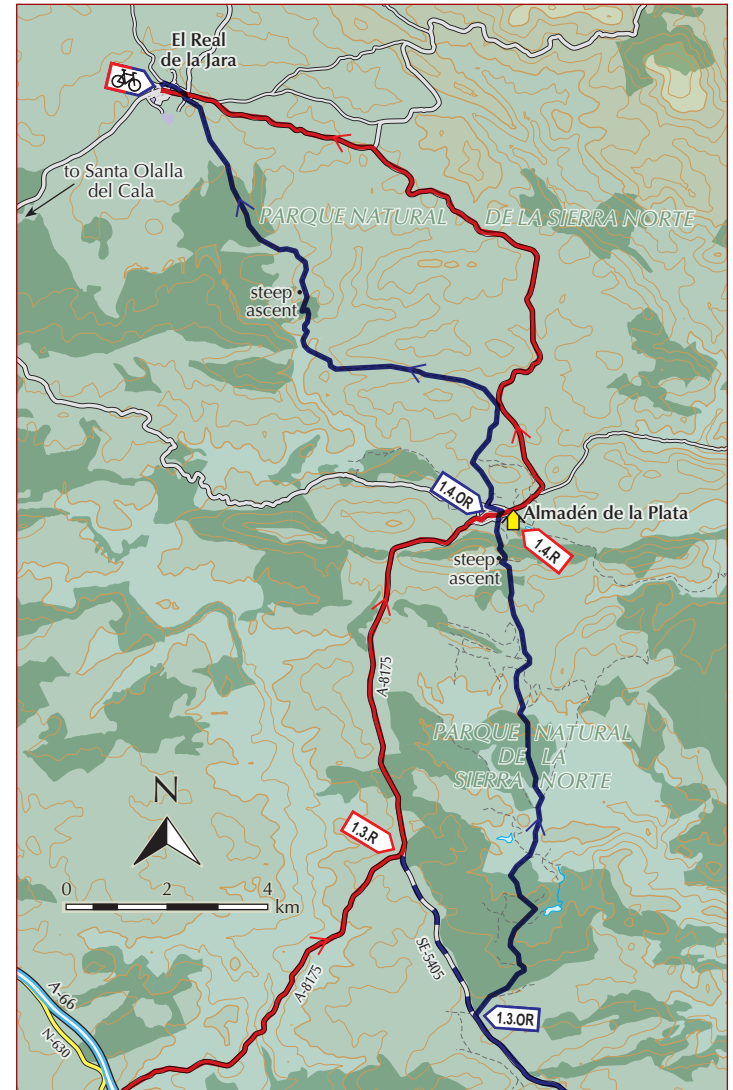 El Real
de la Jara
to Santa Olalla
del Cala
PARQUE NATURAL DE LA SIERRA NORTE
steep
ascent
1.4.OR
Almadén de la Plata
1.4.R
steep
ascent
A-8175
PARQUE NATURAL
DE LA
SIERRA NORTE
N
1.3.R
0 2 4
km
SE-5405
A-8175
A-66
N-630
1.3.OR